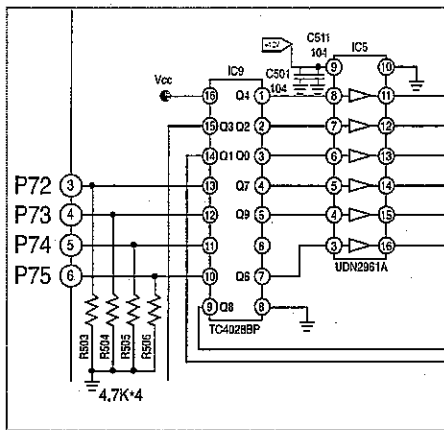 C511
104
IC5
IC9
C501
104
9 10
Vcc
16 Q4 1 8 11
15 Q3 Q2 2 7 12
14 Q1 Q0 3 6 13
P72 3 13 Q7 4 5 14
P73 4 12 Q9 5 4 15
P74 5 11 6
P75 6 10 Q6 7 3 16
UDN2961A
9 Q8 8
TC4028BP
R503
R504
R505
R506
4.7K*4